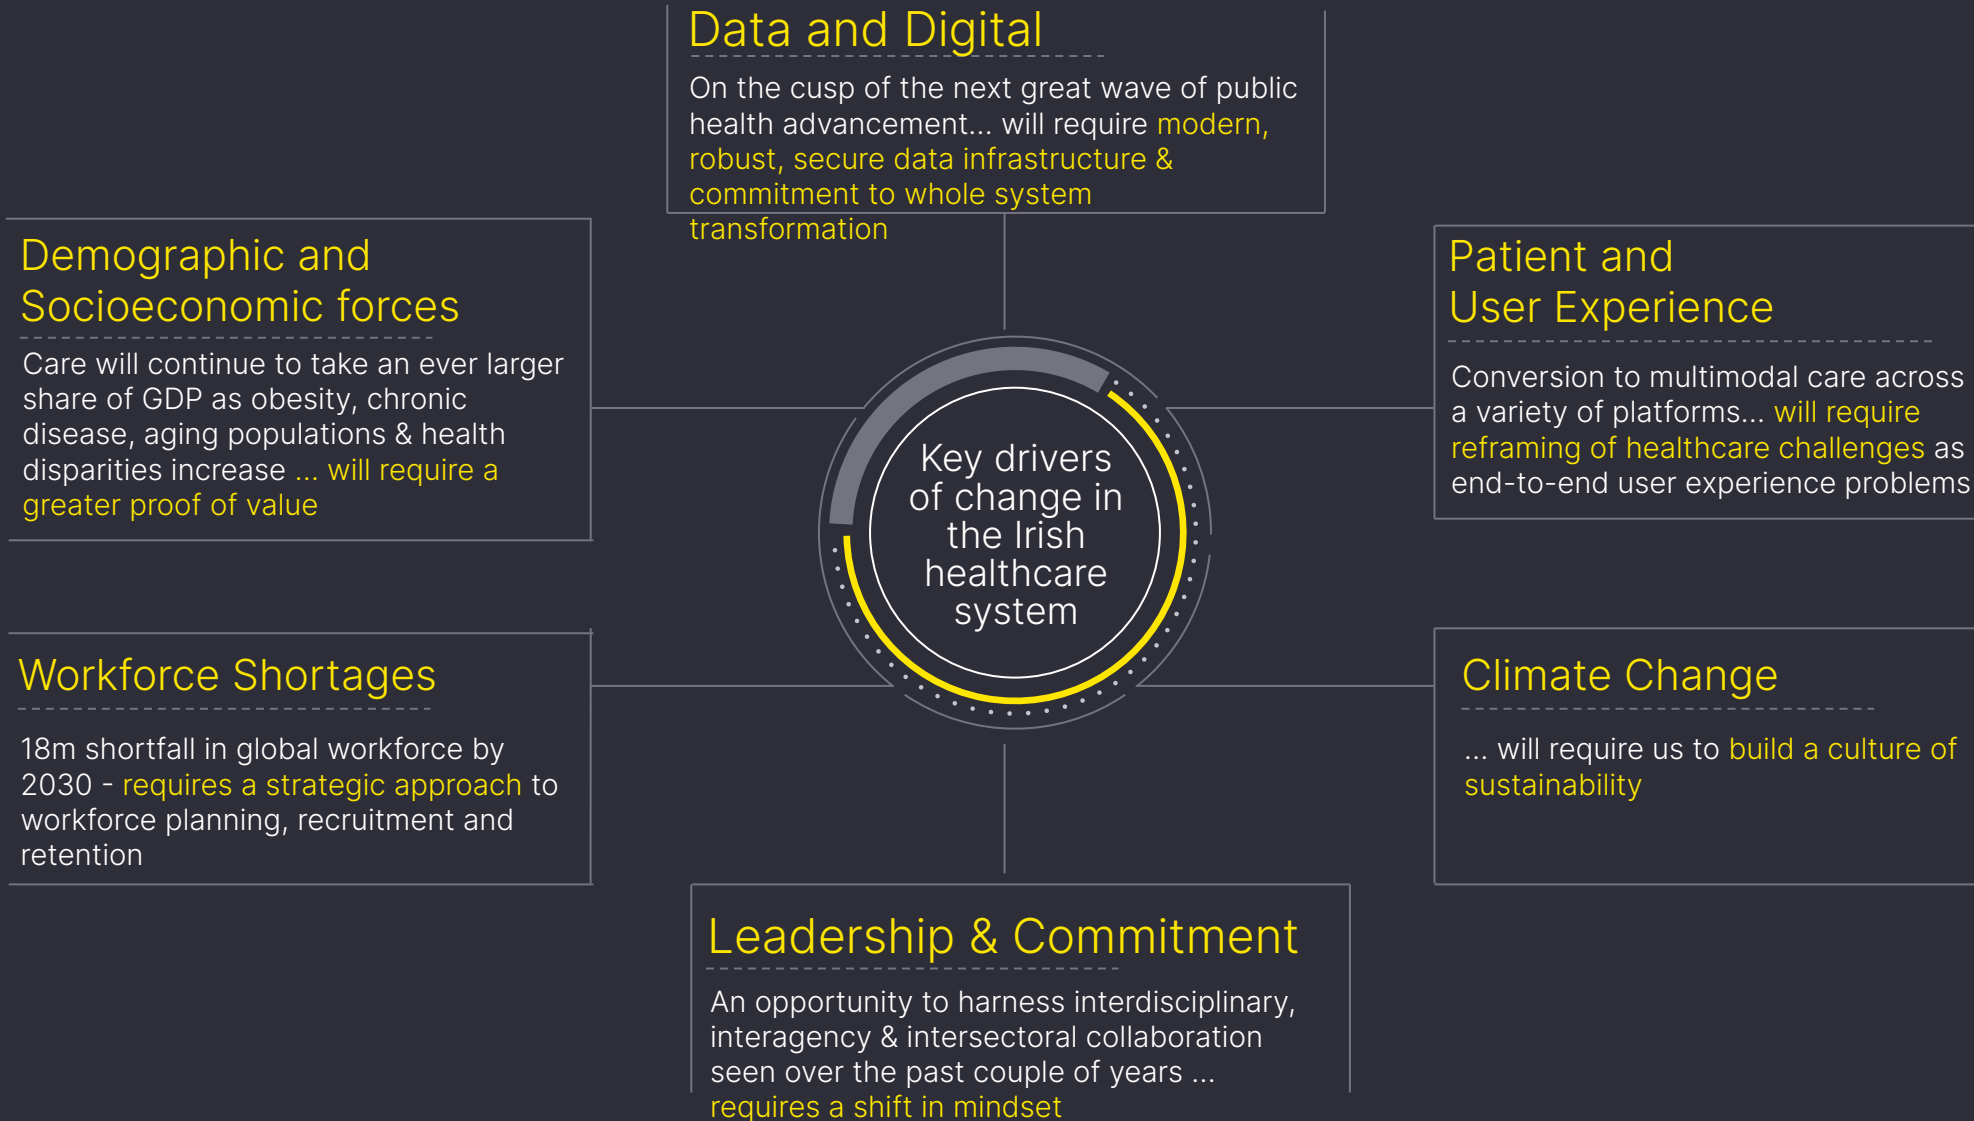 Data and Digital
On the cusp of the next great wave of public
health advancement... will require modern,
robust, secure data infrastructure &
commitment to whole system
transformation
Demographic and
Socioeconomic forces
Care will continue to take an ever larger
share of GDP as obesity, chronic
disease, aging populations & health
disparities increase ... will require a
greater proof of value
Patient and
User Experience
Conversion to multimodal care across
a variety of platforms... will require
reframing of healthcare challenges as
end-to-end user experience problems
Key drivers
of change in
the Irish
healthcare
system
Workforce Shortages
18m shortfall in global workforce by
2030 - requires a strategic approach to
workforce planning, recruitment and
retention
Climate Change
... will require us to build a culture of
sustainability
Leadership & Commitment
An opportunity to harness interdisciplinary,
interagency & intersectoral collaboration
seen over the past couple of years ...
requires a shift in mindset